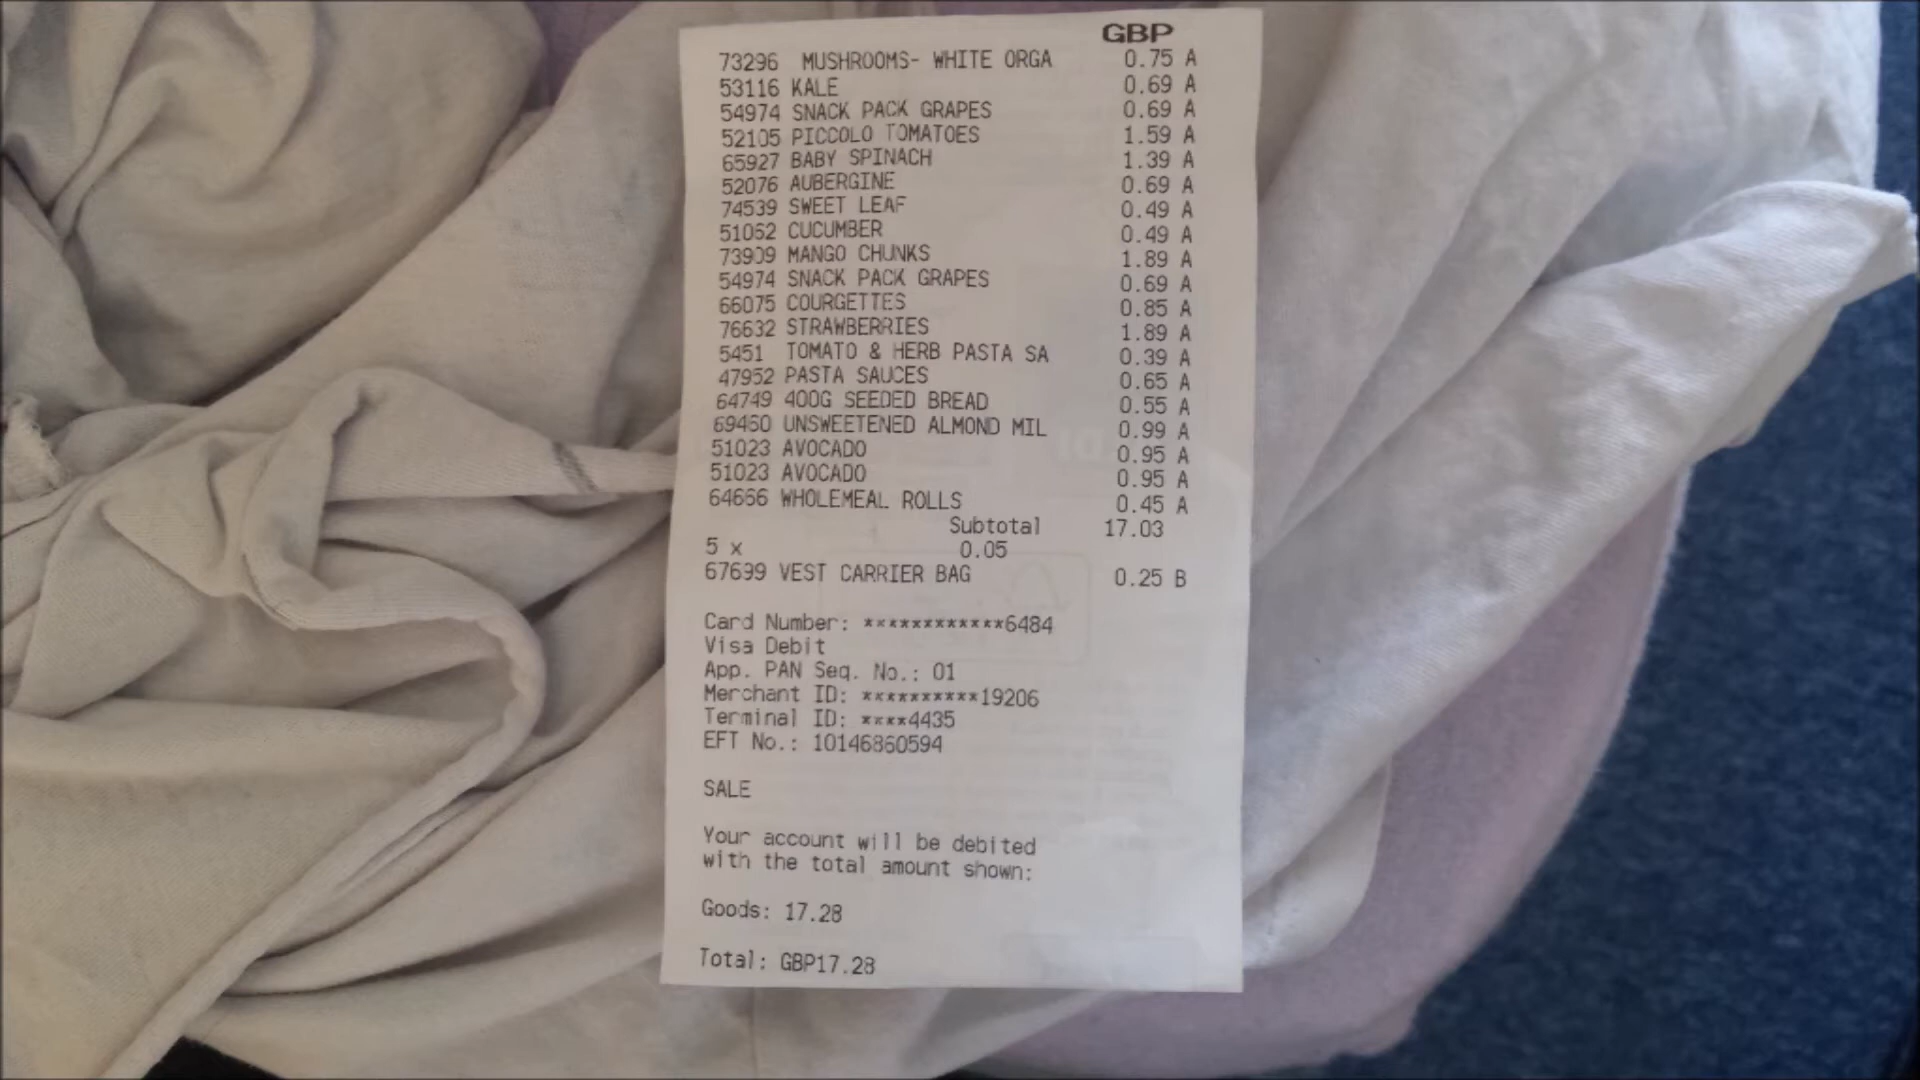 GBP
73296 MUSHROOMS- WHITE ORGA 0.75 A
53116 KALE 0.69 A
54974 SNACK PACK GRAPES 0.69 A
52105 PICCOLO TOMATOES 1.59 A
65927 BABY SPINACH 1.39 A
52076 AUBERGINE 0.69 A
74539 SWEET LEAF 0.49 A
51062 CUCUMBER 0.49 A
73909 MANGO CHUNKS 1.89 A
54974 SNACK PACK GRAPES 0.69 A
66075 COURGETTES 0.85 A
76632 STRAWBERRIES 1.89 A
5451 TOMATO & HERB PASTA SA 0.39 A
47952 PASTA SAUCES 0.65 A
64749 400G SEEDED BREAD 0.55 A
69460 UNSWEETENED ALMOND MIL 0.99 A
51023 AVOCADO 0.95 A
51023 AVOCADO 0.95 A
64666 WHOLEMEAL ROLLS 0.45 A
Subtotal 17.03
5 x 0.05
67699 VEST CARRIER BAG 0.25 B
Card Number: ************6484
Visa Debit
App. PAN Seq. No.: 01
Merchant ID: **********19206
Terminal ID: ****4435
EFT No.: 10146860594
SALE
Your account will be debited
with the total amount shown:
Goods: 17.28
Total: GBP17.28